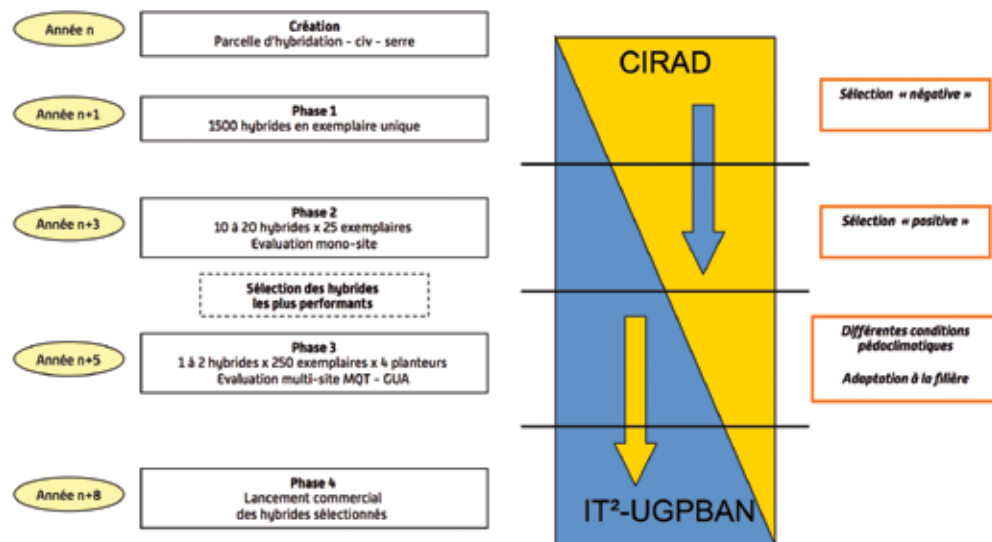 Année n
Création
Parcelle d'hybridation - civ - serre
Année n+1
Phase 1
1500 hybrides en exemplaire unique
Année n+3
Phase 2
10 à 20 hybrides x 25 exemplaires
Evaluation mono-site
Sélection des hybrides
les plus performants
Année n+5
Phase 3
1 à 2 hybrides x 250 exemplaires x 4 planteurs
Evaluation multi-site MQT - GUA
Année n+8
Phase 4
Lancement commercial
des hybrides sélectionnés
CIRAD
IT²-UGPBAN
Sélection « négative »
Sélection « positive »
Différentes conditions
pédoclimatiques
Adaptation à la filière